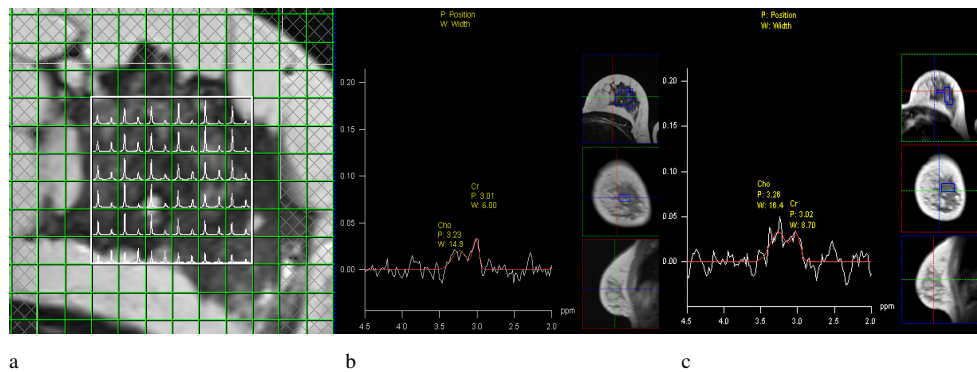 P: Position
W: Width
0.20
0.15
0.10
0.05
0.00
Cr
P: 3.01
W: 6.00
Cho
P: 3.23
W: 14.8
4.5 4.0 3.5 3.0 2.5 2.0
ppm
P: Position
W: Width
0.20
0.15
0.10
0.05
0.00
Cho
P: 3.26
W: 16.4
Cr
P: 3.02
W: 8.70
4.5 4.0 3.5 3.0 2.5 2.0
ppm
a b c